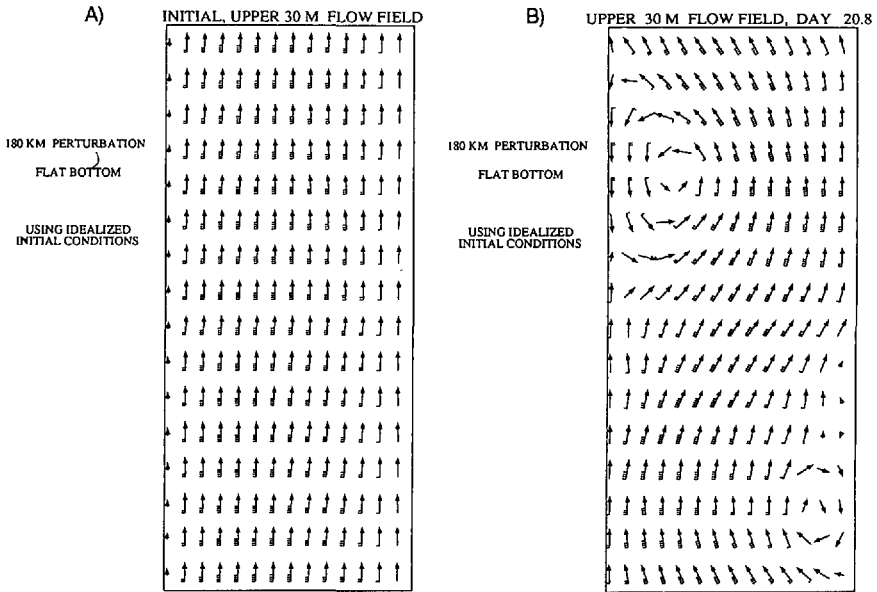 A)
INITIAL, UPPER 30 M FLOW FIELD
180 KM PERTURBATION
FLAT BOTTOM
USING IDEALIZED
INITIAL CONDITIONS
B)
UPPER 30 M FLOW FIELD, DAY 20.8
180 KM PERTURBATION
FLAT BOTTOM
USING IDEALIZED
INITIAL CONDITIONS